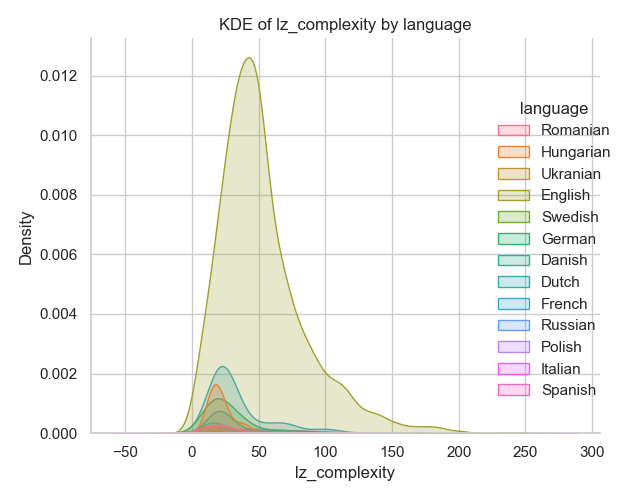 KDE of lz_complexity by language
Density
0.012
0.010
0.008
0.006
0.004
0.002
0.000
−50
0
50
100
150
200
250
300
lz_complexity
language
Romanian
Hungarian
Ukranian
English
Swedish
German
Danish
Dutch
French
Russian
Polish
Italian
Spanish